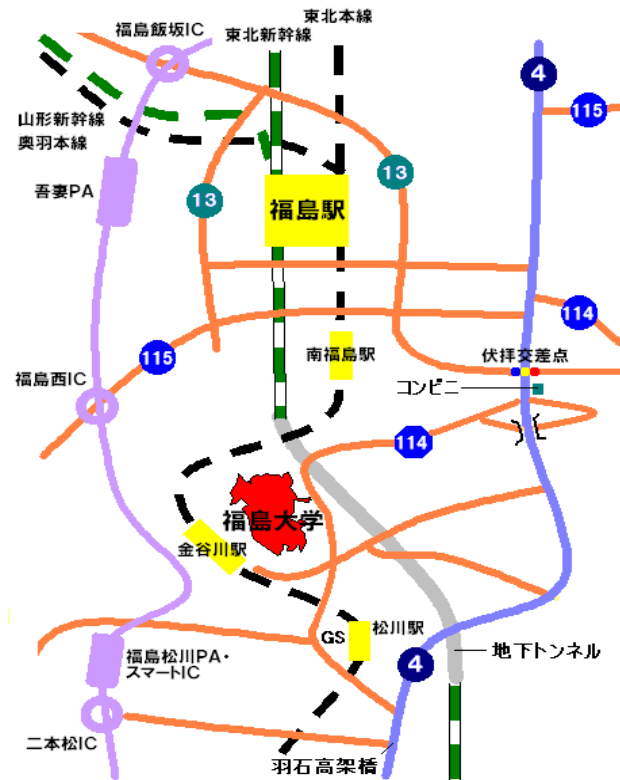 福島飯坂IC
東北新幹線
東北本線
4
115
山形新幹線
奥羽本線
吾妻PA
13
13
福島駅
114
115
南福島駅
伏拝交差点
福島西IC
コンビニ
114
福島大学
金谷川駅
GS
松川駅
福島松川PA・
スマートIC
4
地下トンネル
二本松IC
羽石高架橋